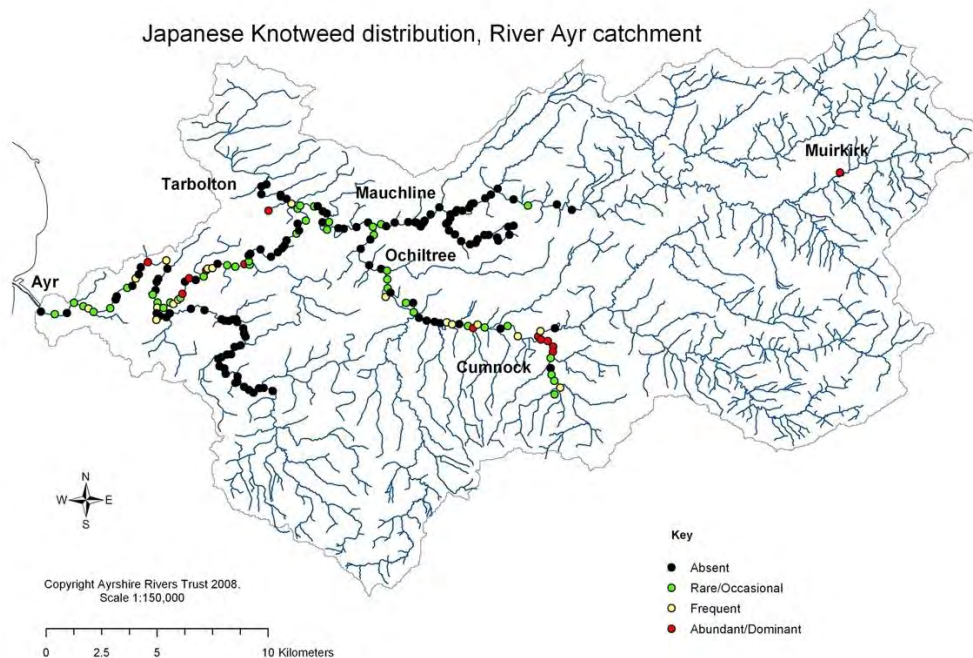 Japanese Knotweed distribution, River Ayr catchment
Muirkirk
Tarbolton
Mauchline
Ochiltree
Ayr
Cumnock
N
W E
S
Key
Absent
Rare/Occasional
Frequent
Abundant/Dominant
Copyright Ayrshire Rivers Trust 2008.
Scale 1:150,000
0 2.5 5 10 Kilometers